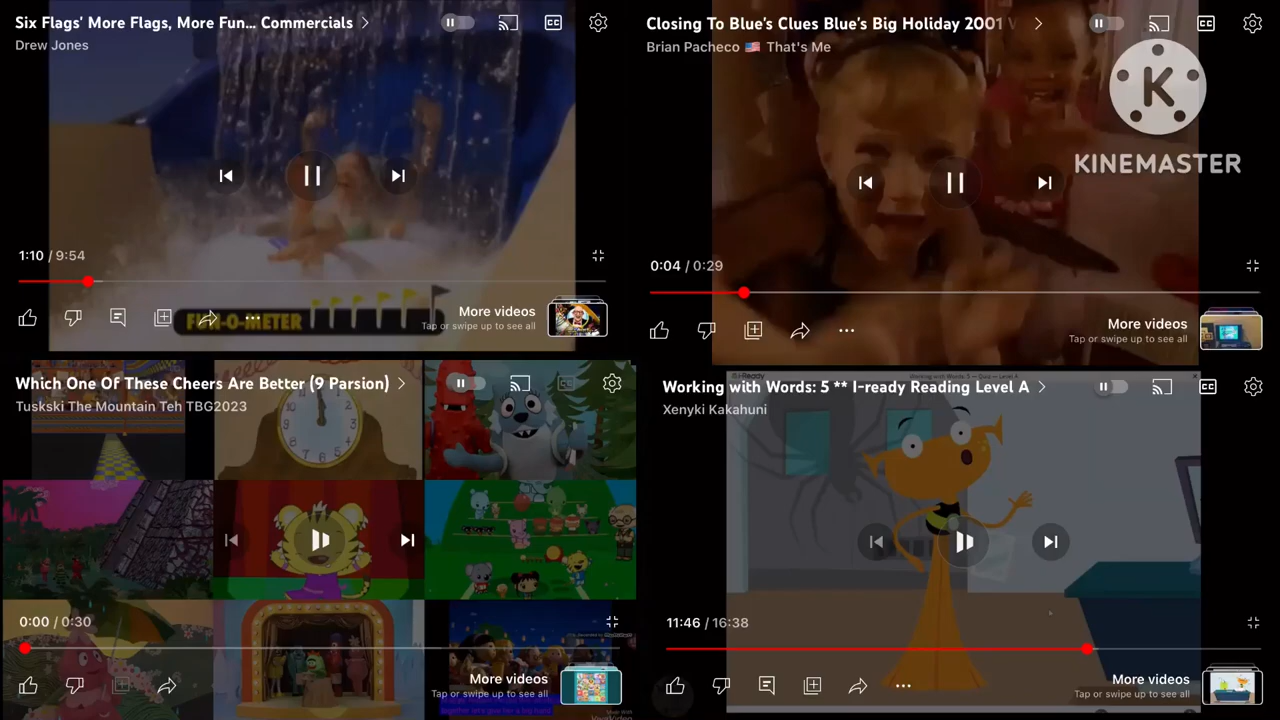 Six Flags' More Flags, More Fun... Commercials
Drew Jones
1:10 / 9:54
FUN-O-METER
More videos
Tap or swipe up to see all
Closing To Blue's Clues Blue's Big Holiday 2001 V
Brian Pacheco 🇺🇸 That's Me
K
KINEMASTER
0:04 / 0:29
More videos
Tap or swipe up to see all
Which One Of These Cheers Are Better (9 Parsion)
Tuskski The Mountain Teh TBG2023
0:00 / 0:30
More videos
Tap or swipe up to see all
Working with Words: 5 ** I-ready Reading Level A
Xenyki Kakahuni
11:46 / 16:38
More videos
Tap or swipe up to see all